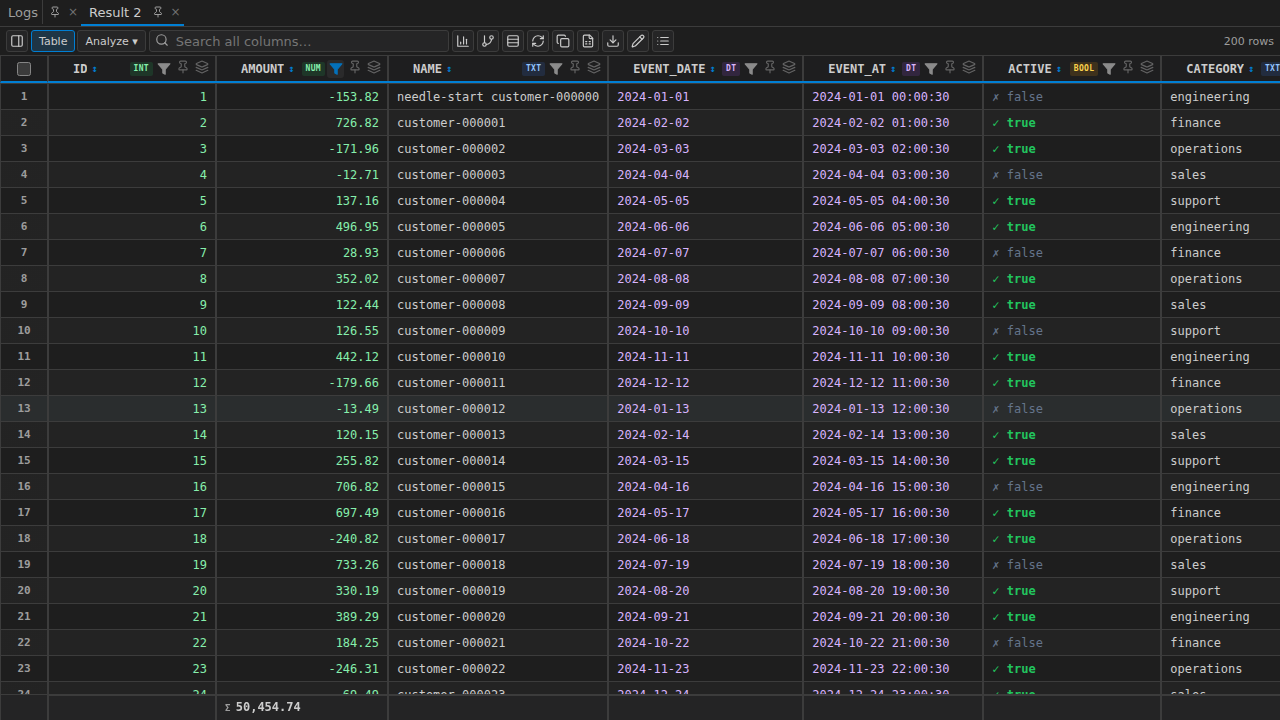 Logs × Result 2 ×
Table Analyze ▾ Search all columns... 200 rows
ID INT AMOUNT NUM NAME TXT EVENT_DATE DT EVENT_AT DT ACTIVE BOOL CATEGORY TXT
1 1 -153.82 needle-start customer-000000 2024-01-01 2024-01-01 00:00:30 ✗ false engineering
2 2 726.82 customer-000001 2024-02-02 2024-02-02 01:00:30 ✓ true finance
3 3 -171.96 customer-000002 2024-03-03 2024-03-03 02:00:30 ✓ true operations
4 4 -12.71 customer-000003 2024-04-04 2024-04-04 03:00:30 ✗ false sales
5 5 137.16 customer-000004 2024-05-05 2024-05-05 04:00:30 ✓ true support
6 6 496.95 customer-000005 2024-06-06 2024-06-06 05:00:30 ✓ true engineering
7 7 28.93 customer-000006 2024-07-07 2024-07-07 06:00:30 ✗ false finance
8 8 352.02 customer-000007 2024-08-08 2024-08-08 07:00:30 ✓ true operations
9 9 122.44 customer-000008 2024-09-09 2024-09-09 08:00:30 ✓ true sales
10 10 126.55 customer-000009 2024-10-10 2024-10-10 09:00:30 ✗ false support
11 11 442.12 customer-000010 2024-11-11 2024-11-11 10:00:30 ✓ true engineering
12 12 -179.66 customer-000011 2024-12-12 2024-12-12 11:00:30 ✓ true finance
13 13 -13.49 customer-000012 2024-01-13 2024-01-13 12:00:30 ✗ false operations
14 14 120.15 customer-000013 2024-02-14 2024-02-14 13:00:30 ✓ true sales
15 15 255.82 customer-000014 2024-03-15 2024-03-15 14:00:30 ✓ true support
16 16 706.82 customer-000015 2024-04-16 2024-04-16 15:00:30 ✗ false engineering
17 17 697.49 customer-000016 2024-05-17 2024-05-17 16:00:30 ✓ true finance
18 18 -240.82 customer-000017 2024-06-18 2024-06-18 17:00:30 ✓ true operations
19 19 733.26 customer-000018 2024-07-19 2024-07-19 18:00:30 ✗ false sales
20 20 330.19 customer-000019 2024-08-20 2024-08-20 19:00:30 ✓ true support
21 21 389.29 customer-000020 2024-09-21 2024-09-21 20:00:30 ✓ true engineering
22 22 184.25 customer-000021 2024-10-22 2024-10-22 21:00:30 ✗ false finance
23 23 -246.31 customer-000022 2024-11-23 2024-11-23 22:00:30 ✓ true operations
24 24 customer-000023 2024-12-24 2024-12-24 23:00:30 ✓ true sales
Σ 50,454.74